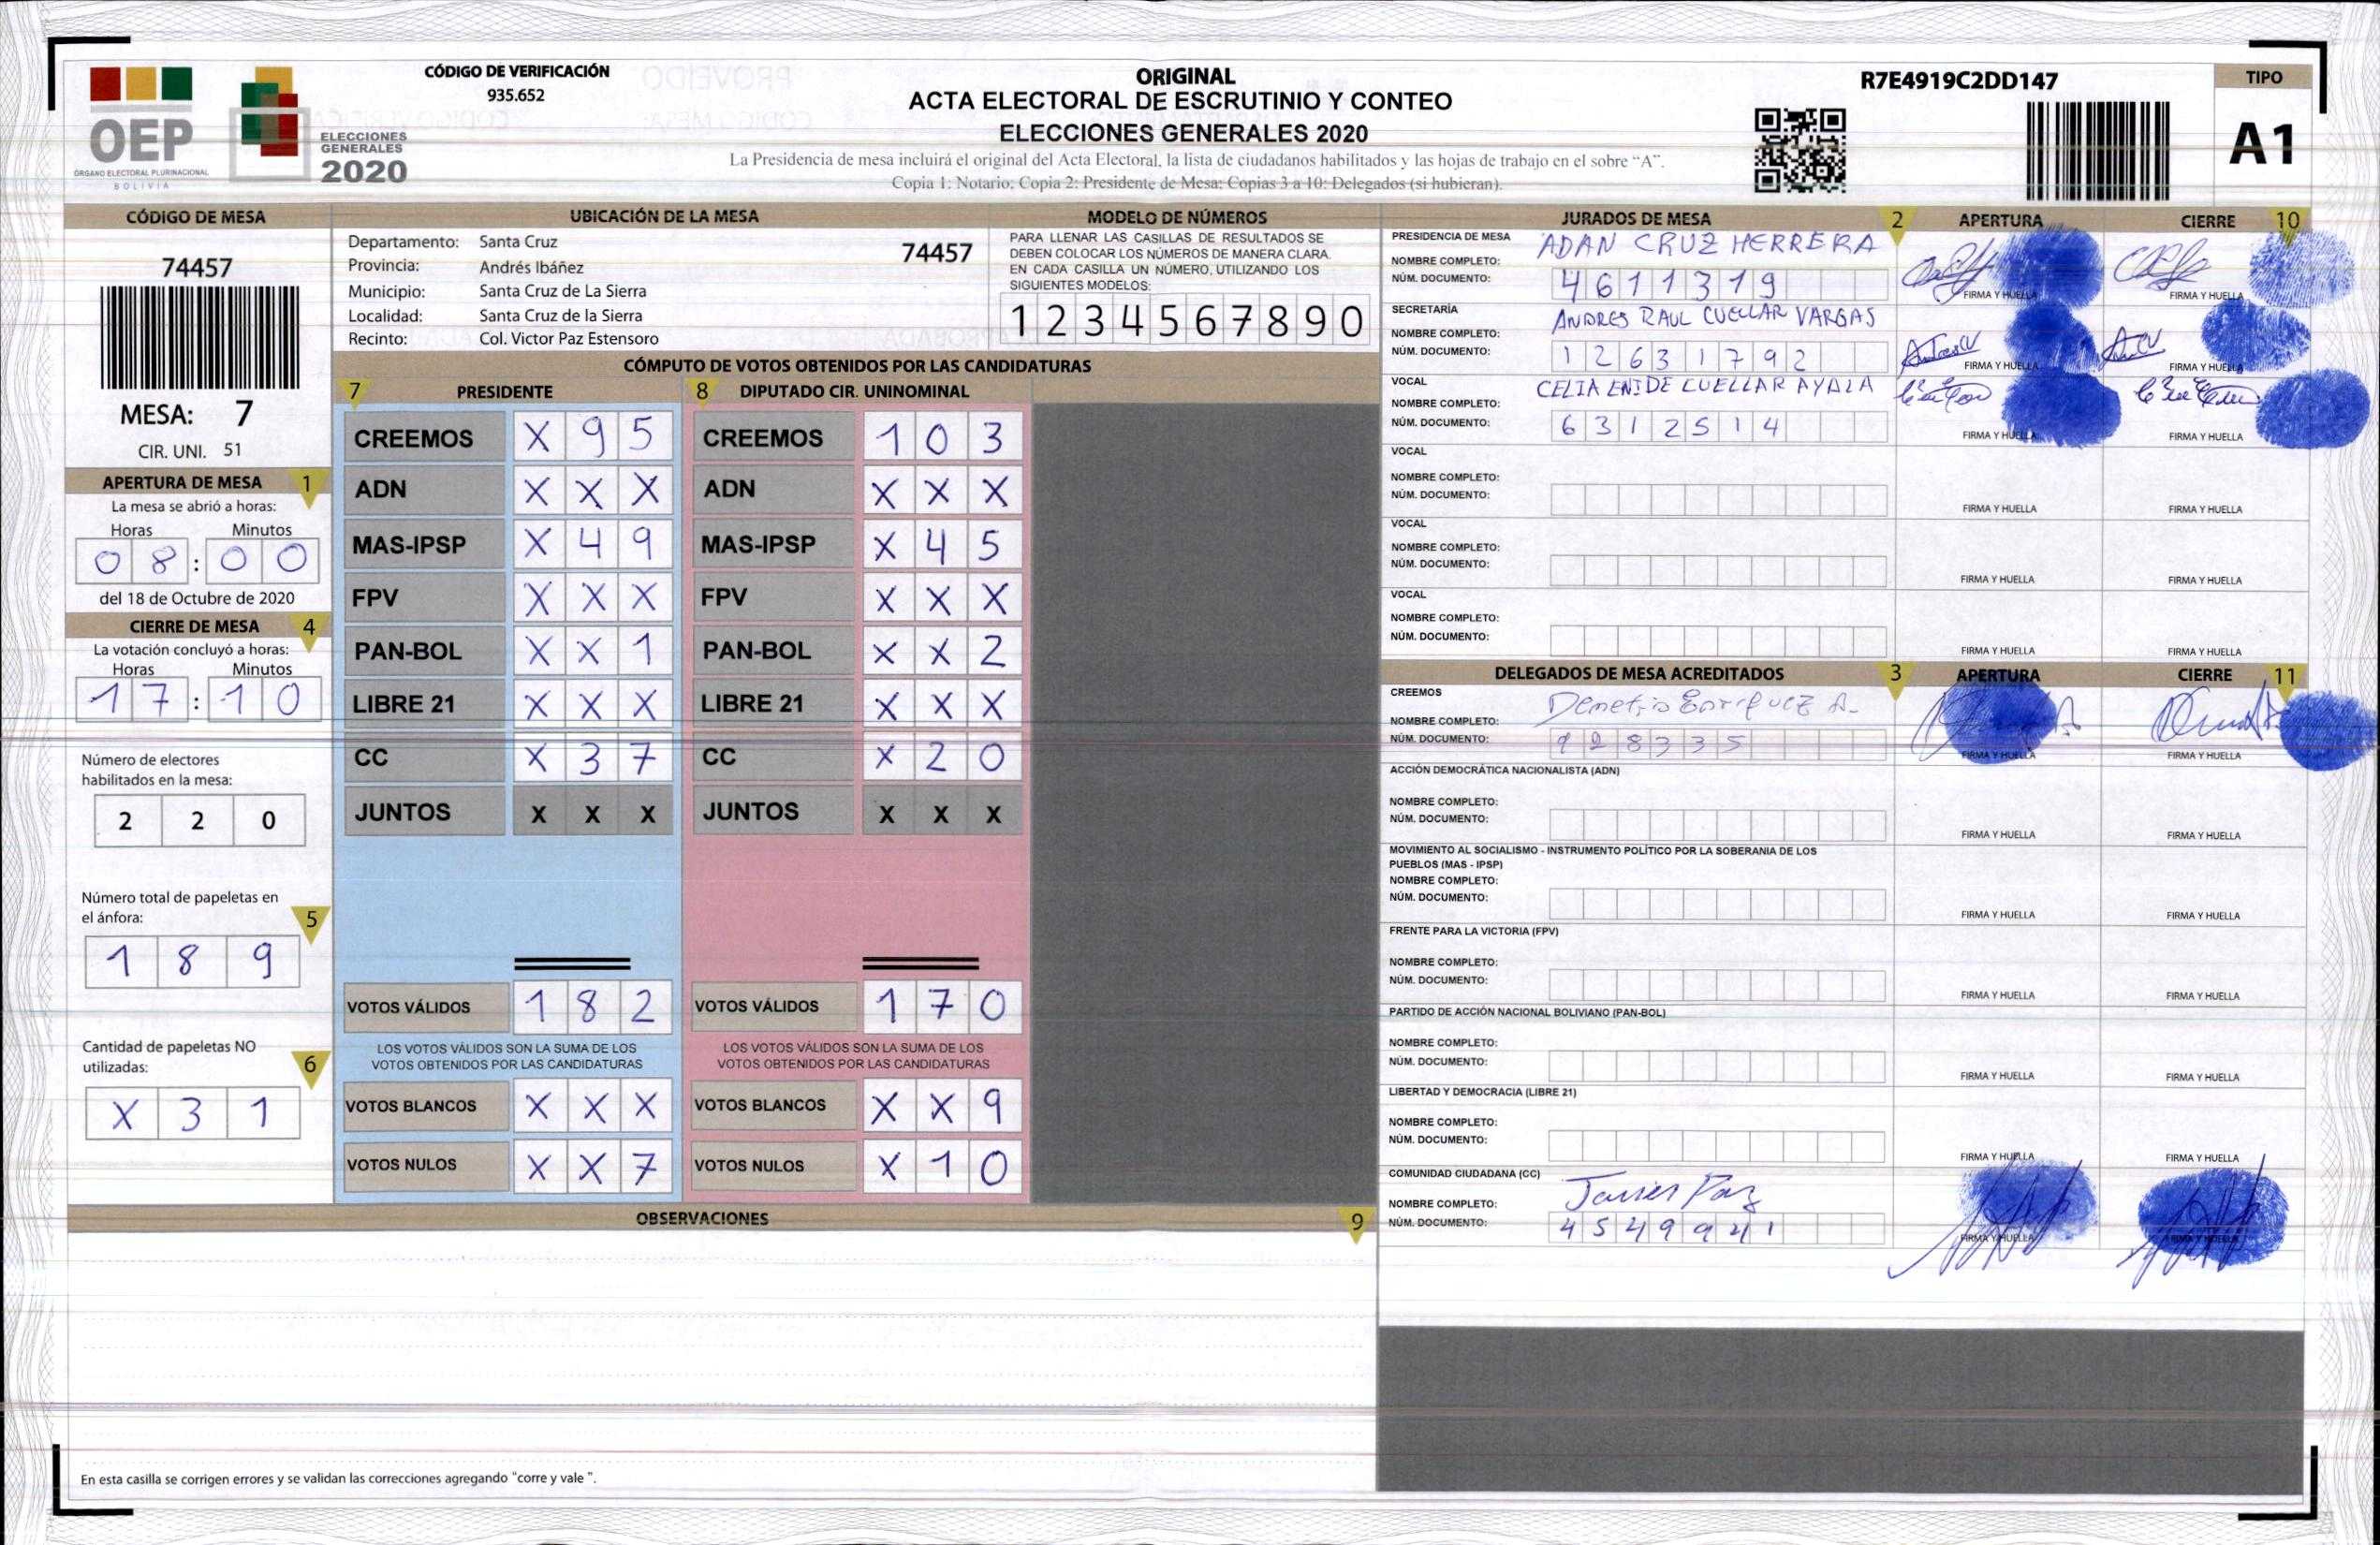 OEP
ÓRGANO ELECTORAL PLURINACIONAL
BOLIVIA
ELECCIONES
GENERALES
2020
CÓDIGO DE VERIFICACIÓN
935.652
ORIGINAL
ACTA ELECTORAL DE ESCRUTINIO Y CONTEO
ELECCIONES GENERALES 2020
La Presidencia de mesa incluirá el original del Acta Electoral, la lista de ciudadanos habilitados y las hojas de trabajo en el sobre “A”.
Copia 1: Notario; Copia 2: Presidente de Mesa; Copias 3 a 10: Delegados (si hubieran).
R7E4919C2DD147
TIPO
A1
CÓDIGO DE MESA
74457
MESA: 7
CIR. UNI. 51
APERTURA DE MESA 1
La mesa se abrió a horas:
Horas Minutos
08:00
del 18 de Octubre de 2020
CIERRE DE MESA 4
La votación concluyó a horas:
Horas Minutos
17:10
Número de electores
habilitados en la mesa:
2 2 0
Número total de papeletas en
el ánfora: 5
1 8 9
Cantidad de papeletas NO
utilizadas: 6
X 3 1
UBICACIÓN DE LA MESA
Departamento: Santa Cruz
74457
Provincia: Andrés Ibáñez
Municipio: Santa Cruz de La Sierra
Localidad: Santa Cruz de la Sierra
Recinto: Col. Victor Paz Estensoro
MODELO DE NÚMEROS
PARA LLENAR LAS CASILLAS DE RESULTADOS SE
DEBEN COLOCAR LOS NÚMEROS DE MANERA CLARA.
EN CADA CASILLA UN NÚMERO, UTILIZANDO LOS
SIGUIENTES MODELOS:
1 2 3 4 5 6 7 8 9 0
CÓMPUTO DE VOTOS OBTENIDOS POR LAS CANDIDATURAS
7 PRESIDENTE
CREEMOS X 9 5
ADN X X X
MAS-IPSP X 4 9
FPV X X X
PAN-BOL X X 1
LIBRE 21 X X X
CC X 3 7
JUNTOS X X X
VOTOS VÁLIDOS 1 8 2
LOS VOTOS VÁLIDOS SON LA SUMA DE LOS
VOTOS OBTENIDOS POR LAS CANDIDATURAS
VOTOS BLANCOS X X X
VOTOS NULOS X X 7
8 DIPUTADO CIR. UNINOMINAL
CREEMOS 1 0 3
ADN X X X
MAS-IPSP X 4 5
FPV X X X
PAN-BOL X X 2
LIBRE 21 X X X
CC X 2 0
JUNTOS X X X
VOTOS VÁLIDOS 1 7 0
LOS VOTOS VÁLIDOS SON LA SUMA DE LOS
VOTOS OBTENIDOS POR LAS CANDIDATURAS
VOTOS BLANCOS X X 9
VOTOS NULOS X 1 0
OBSERVACIONES 9
En esta casilla se corrigen errores y se validan las correcciones agregando "corre y vale ".
JURADOS DE MESA 2 APERTURA CIERRE 10
PRESIDENCIA DE MESA
NOMBRE COMPLETO: ADAN CRUZ HERRERA
NÚM. DOCUMENTO: 4611319
FIRMA Y HUELLA FIRMA Y HUELLA
SECRETARÍA
NOMBRE COMPLETO: ANDRES RAUL CUELLAR VARGAS
NÚM. DOCUMENTO: 12631792
FIRMA Y HUELLA FIRMA Y HUELLA
VOCAL
NOMBRE COMPLETO: CELIA ENIDE CUELLAR AYALA
NÚM. DOCUMENTO: 6312514
FIRMA Y HUELLA FIRMA Y HUELLA
VOCAL
NOMBRE COMPLETO:
NÚM. DOCUMENTO:
FIRMA Y HUELLA FIRMA Y HUELLA
VOCAL
NOMBRE COMPLETO:
NÚM. DOCUMENTO:
FIRMA Y HUELLA FIRMA Y HUELLA
VOCAL
NOMBRE COMPLETO:
NÚM. DOCUMENTO:
FIRMA Y HUELLA FIRMA Y HUELLA
DELEGADOS DE MESA ACREDITADOS 3 APERTURA CIERRE 11
CREEMOS
NOMBRE COMPLETO: Demetrio Enriquez A.
NÚM. DOCUMENTO:
FIRMA Y HUELLA FIRMA Y HUELLA
ACCIÓN DEMOCRÁTICA NACIONALISTA (ADN)
NOMBRE COMPLETO:
NÚM. DOCUMENTO:
FIRMA Y HUELLA FIRMA Y HUELLA
MOVIMIENTO AL SOCIALISMO - INSTRUMENTO POLÍTICO POR LA SOBERANIA DE LOS
PUEBLOS (MAS - IPSP)
NOMBRE COMPLETO:
NÚM. DOCUMENTO:
FIRMA Y HUELLA FIRMA Y HUELLA
FRENTE PARA LA VICTORIA (FPV)
NOMBRE COMPLETO:
NÚM. DOCUMENTO:
FIRMA Y HUELLA FIRMA Y HUELLA
PARTIDO DE ACCIÓN NACIONAL BOLIVIANO (PAN-BOL)
NOMBRE COMPLETO:
NÚM. DOCUMENTO:
FIRMA Y HUELLA FIRMA Y HUELLA
LIBERTAD Y DEMOCRACIA (LIBRE 21)
NOMBRE COMPLETO:
NÚM. DOCUMENTO:
FIRMA Y HUELLA FIRMA Y HUELLA
COMUNIDAD CIUDADANA (CC)
NOMBRE COMPLETO: Javier Paz
NÚM. DOCUMENTO: 4549941
FIRMA Y HUELLA FIRMA Y HUELLA